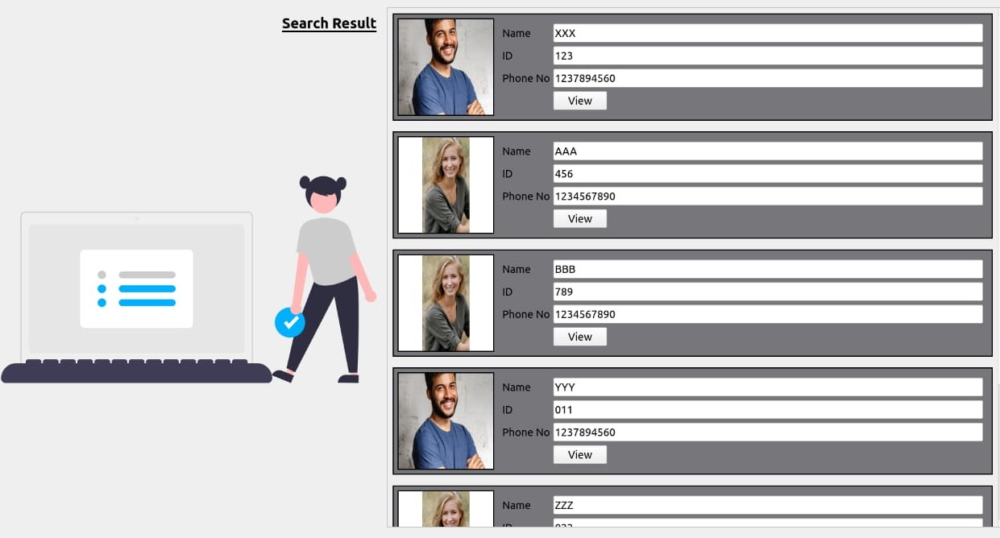 Search Result
Name XXX
ID 123
Phone No 1237894560
View
Name AAA
ID 456
Phone No 1234567890
View
Name BBB
ID 789
Phone No 1234567890
View
Name YYY
ID 011
Phone No 1237894560
View
Name ZZZ
ID